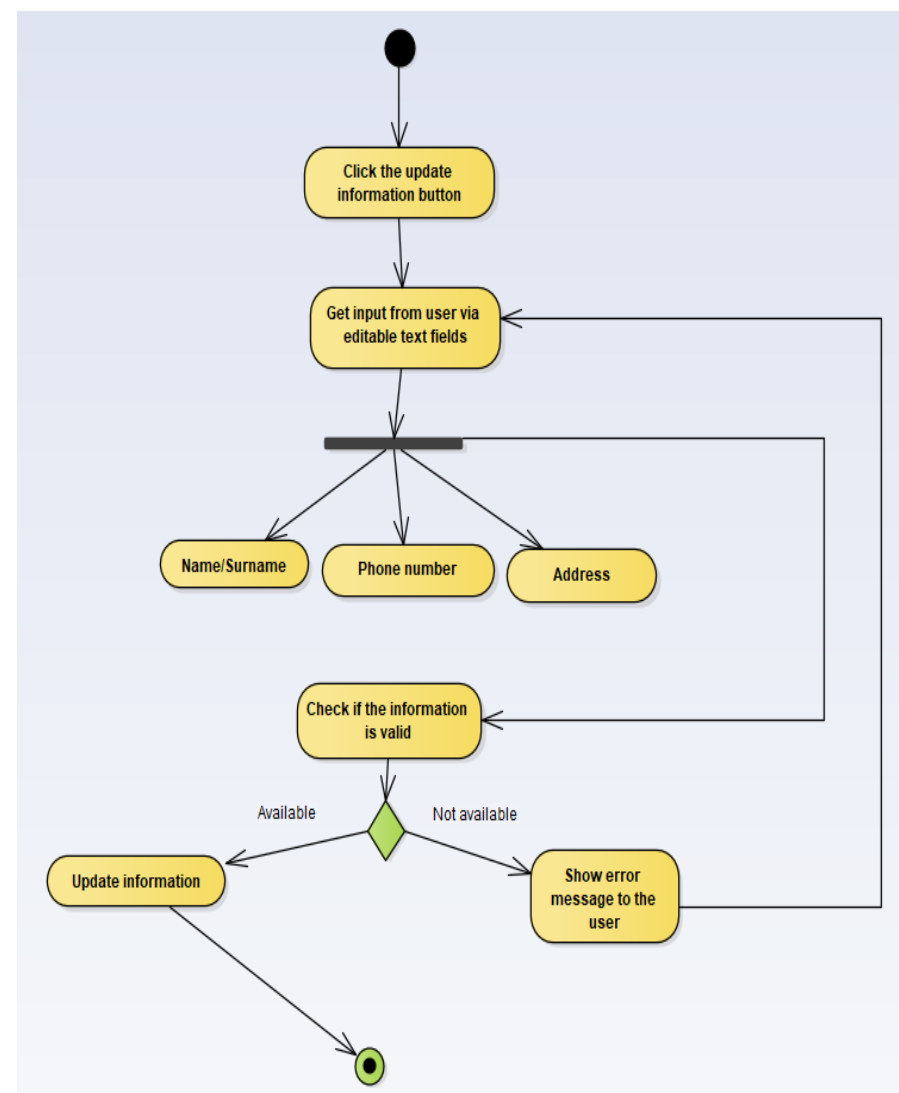 Click the update
information button
Get input from user via
editable text fields
Name/Surname
Phone number
Address
Check if the information
is valid
Available
Not available
Update information
Show error
message to the
user